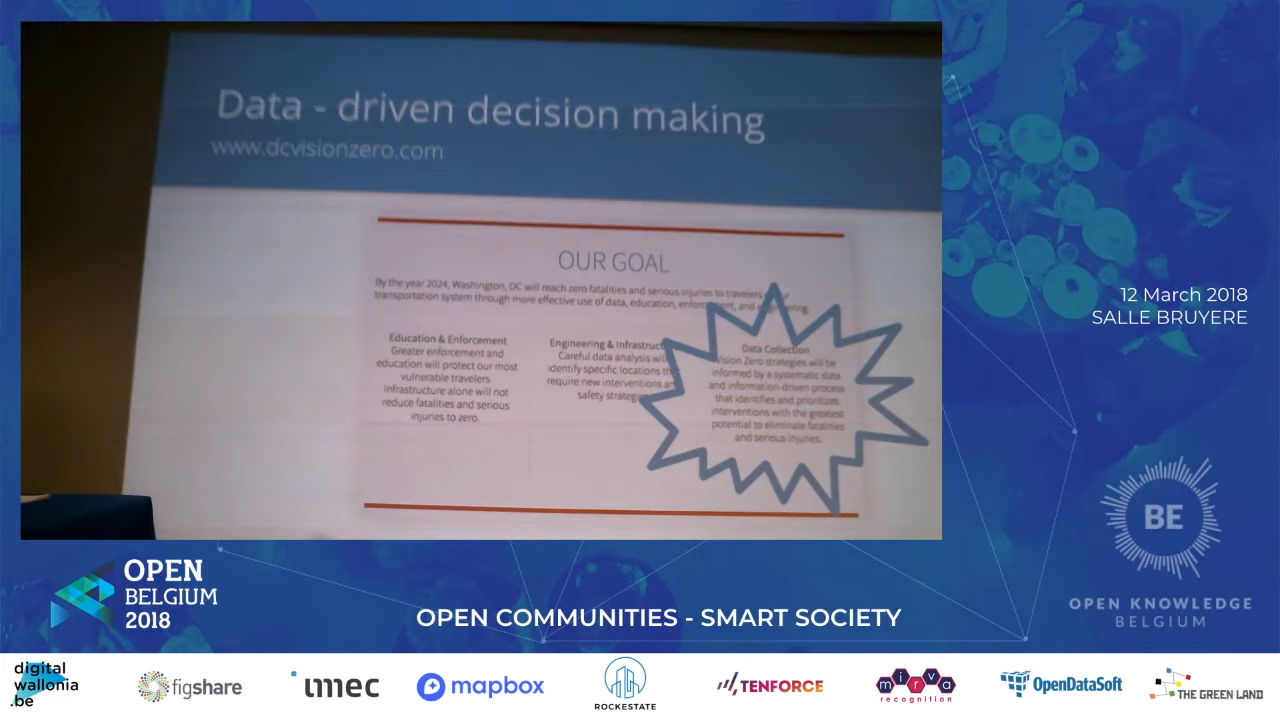 Data - driven decision making
www.dcvisionzero.com
OUR GOAL
By the year 2024, Washington, DC will reach zero fatalities and serious injuries to travelers
transportation system through more effective use of data, education, enforcement, and engineering.
Education & Enforcement
Greater enforcement and
education will protect our most
vulnerable travelers.
Infrastructure alone will not
reduce fatalities and serious
injuries to zero.
Engineering & Infrastruc
Careful data analysis will
identify specific locations
require new interventions
safety
Data Collection
Vision Zero strategies will be
informed by a systematic data
and information-driven process
that identifies and prioritizes
interventions with the greatest
potential to eliminate fatalities
and serious injuries.
12 March 2018
SALLE BRUYERE
BE
OPEN KNOWLEDGE
BELGIUM
OPEN
BELGIUM
2018
OPEN COMMUNITIES - SMART SOCIETY
digital
wallonia
.be
figshare
imec
mapbox
ROCKESTATE
TENFORCE
mirva
recognition
OpenDataSoft
THE GREEN LAND